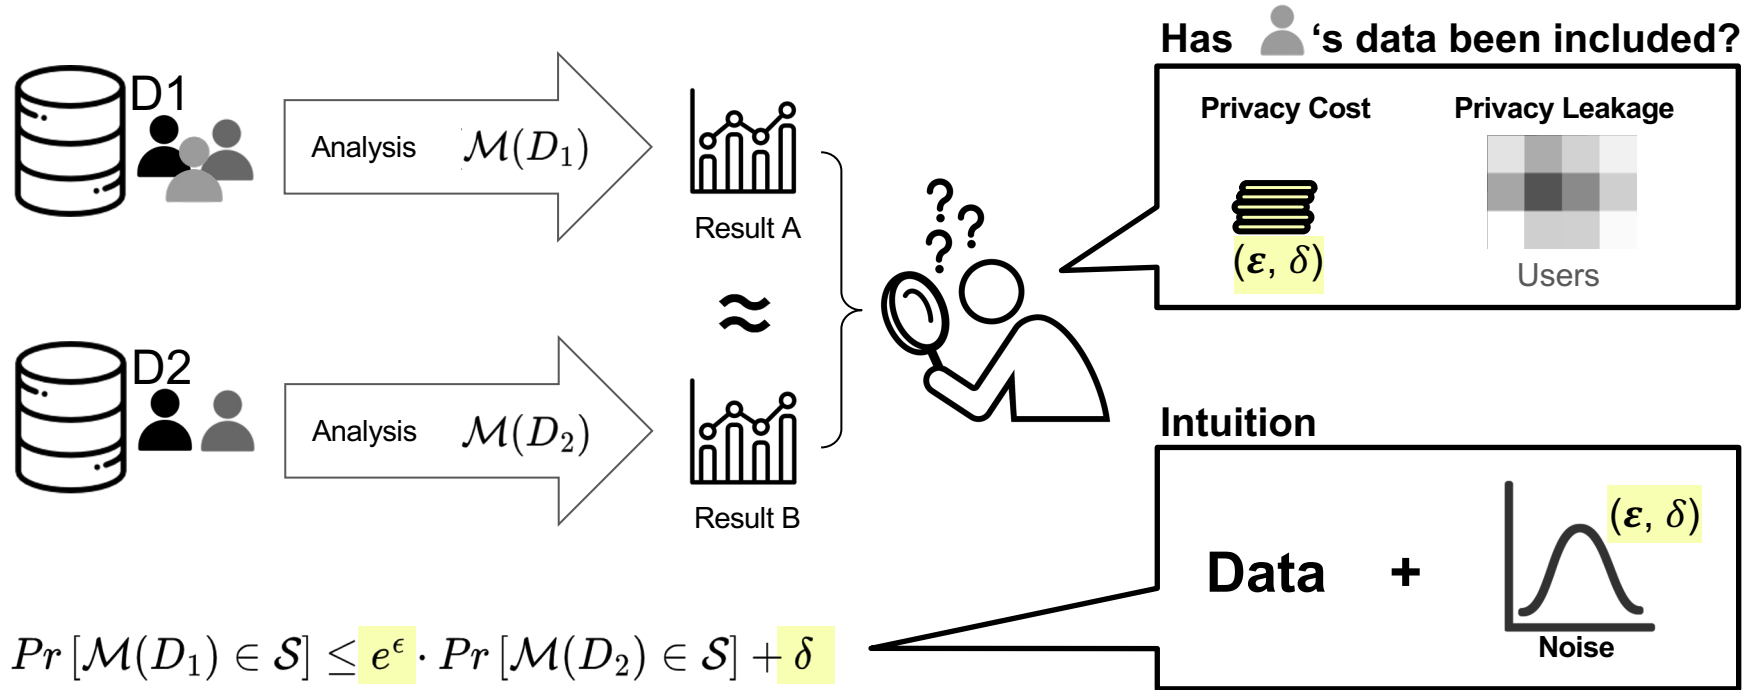 Has 's data been included?
D1
Analysis M(D₁)
Result A
Privacy Cost
(ε, δ)
Privacy Leakage
Users
? ? ?
≈
D2
Analysis M(D₂)
Result B
Intuition
Data + (ε, δ)
Noise
Pr [M(D₁) ∈ S] ≤ e^ϵ · Pr [M(D₂) ∈ S] + δ